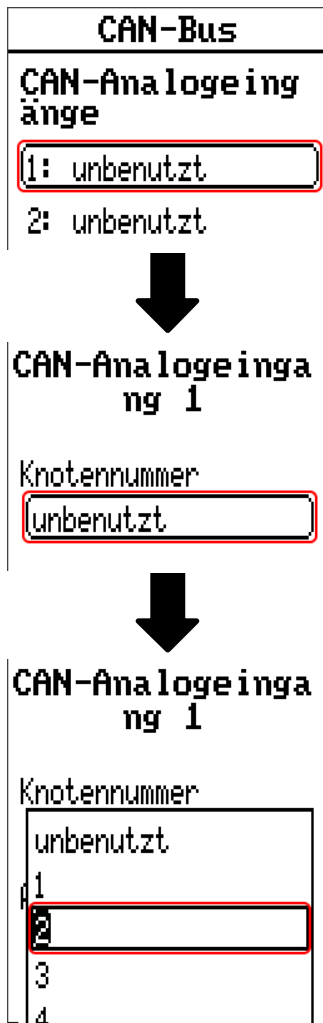 CAN-Bus
CAN-Analogeing
änge
1: unbenutzt
2: unbenutzt
CAN-Analogeinga
ng 1
Knotennummer
unbenutzt
CAN-Analogeinga
ng 1
Knotennummer
unbenutzt
1
2
3
4